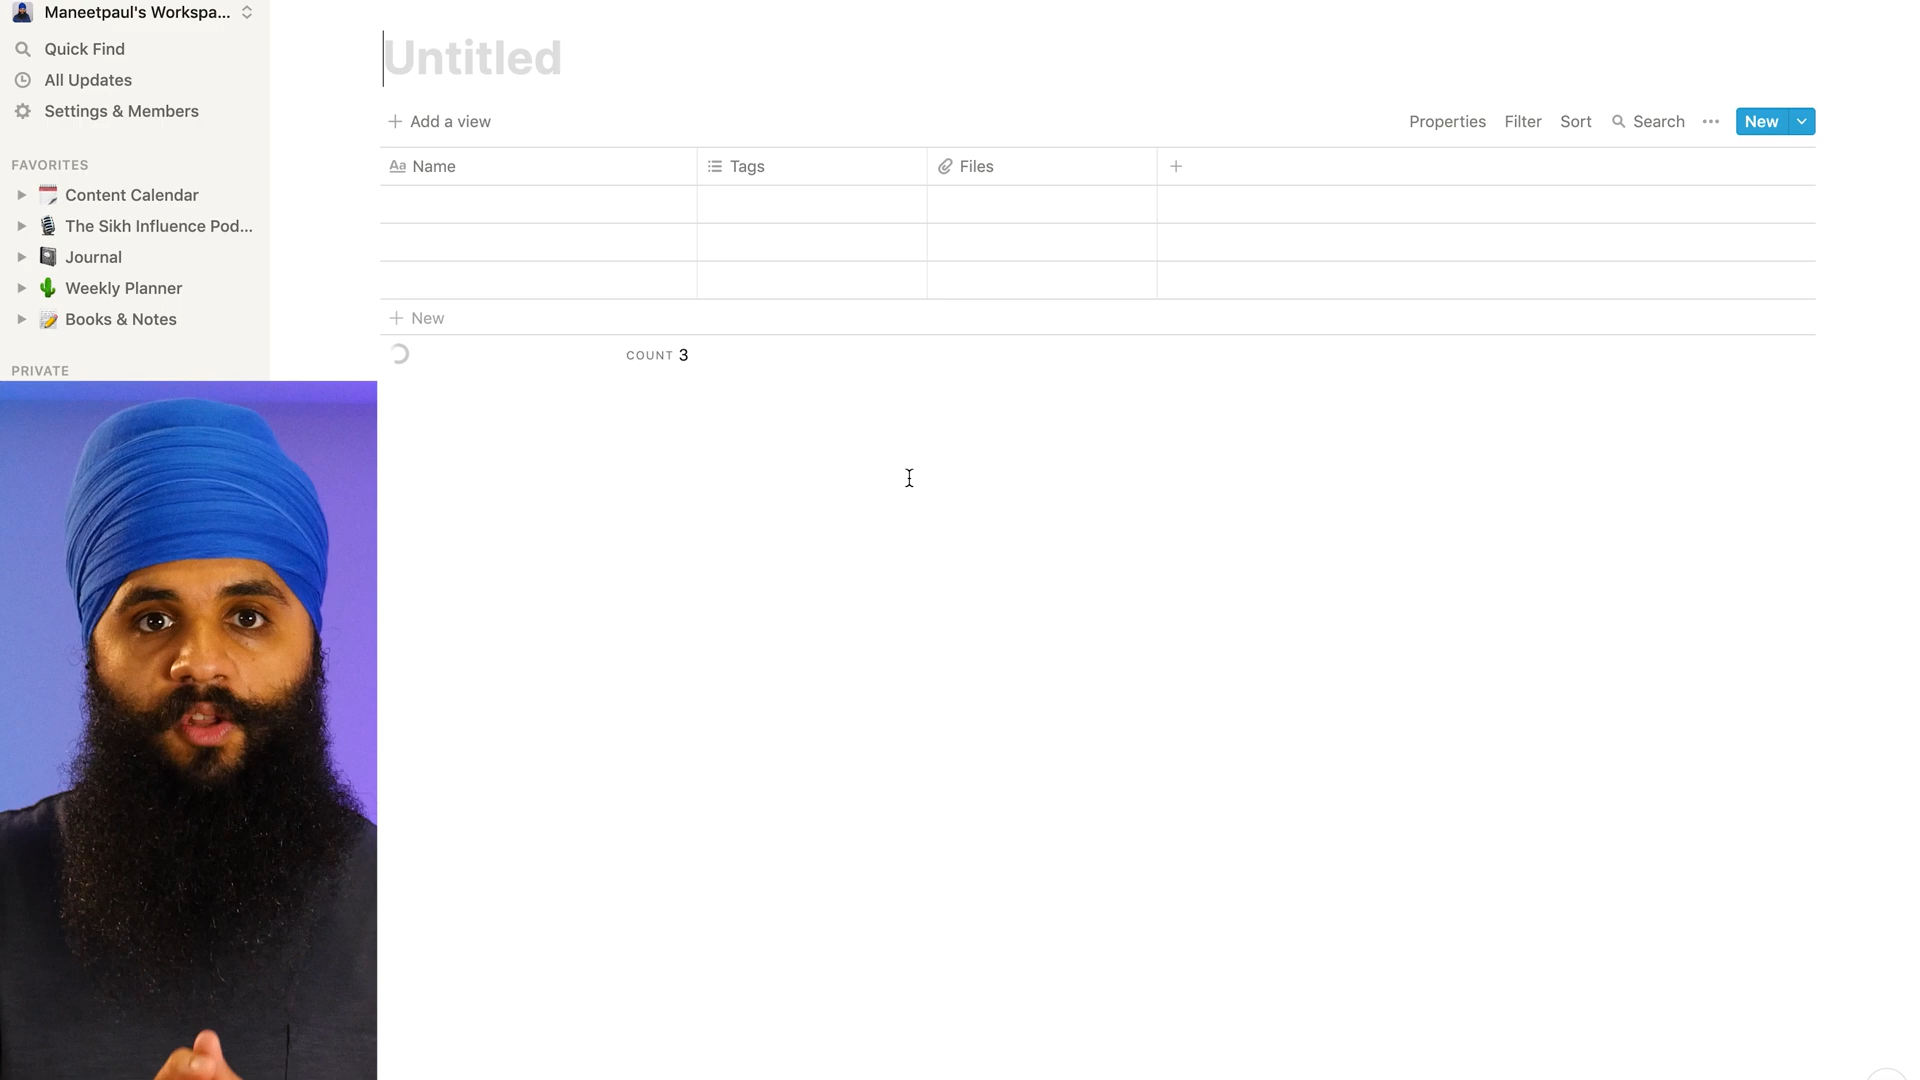 Maneetpaul's Workspa...
Quick Find
All Updates
Settings & Members
FAVORITES
Content Calendar
The Sikh Influence Pod...
Journal
Weekly Planner
Books & Notes
PRIVATE
Untitled
Add a view
Properties Filter Sort Search ... New
Aa Name Tags Files
New
COUNT 3